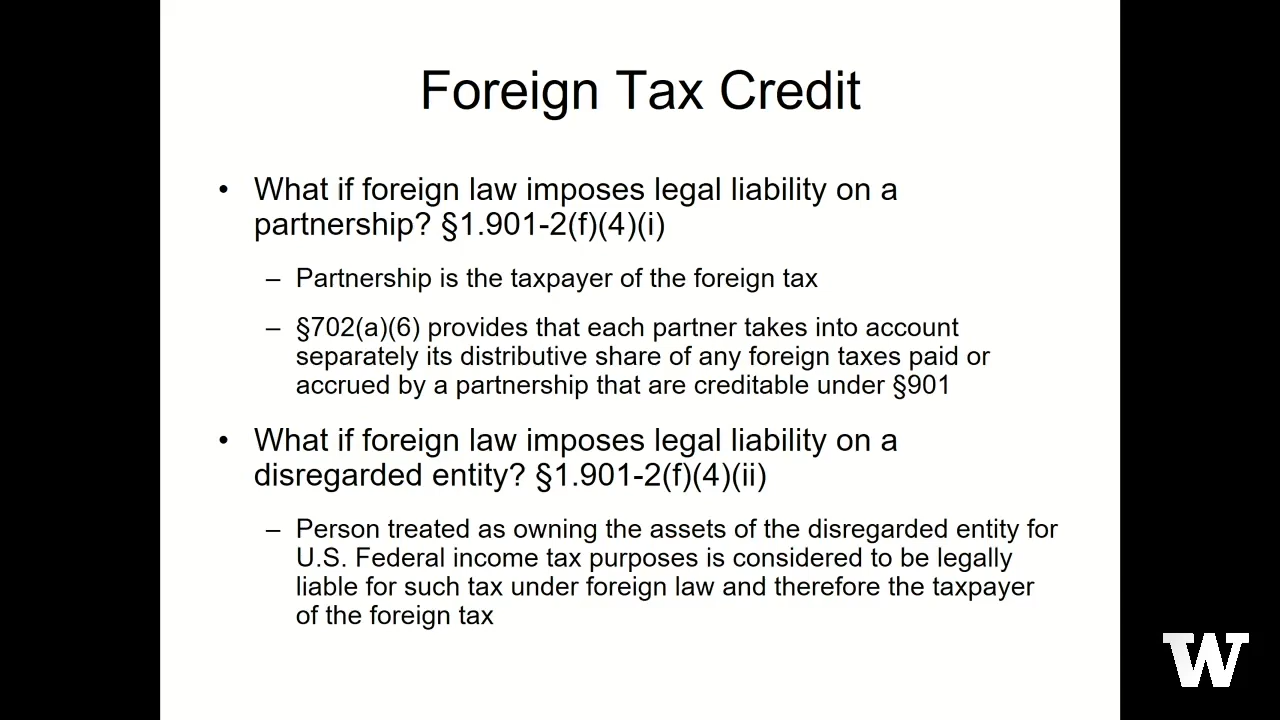 Foreign Tax Credit
• What if foreign law imposes legal liability on a
partnership? §1.901-2(f)(4)(i)
– Partnership is the taxpayer of the foreign tax
– §702(a)(6) provides that each partner takes into account
separately its distributive share of any foreign taxes paid or
accrued by a partnership that are creditable under §901
• What if foreign law imposes legal liability on a
disregarded entity? §1.901-2(f)(4)(ii)
– Person treated as owning the assets of the disregarded entity for
U.S. Federal income tax purposes is considered to be legally
liable for such tax under foreign law and therefore the taxpayer
of the foreign tax
W